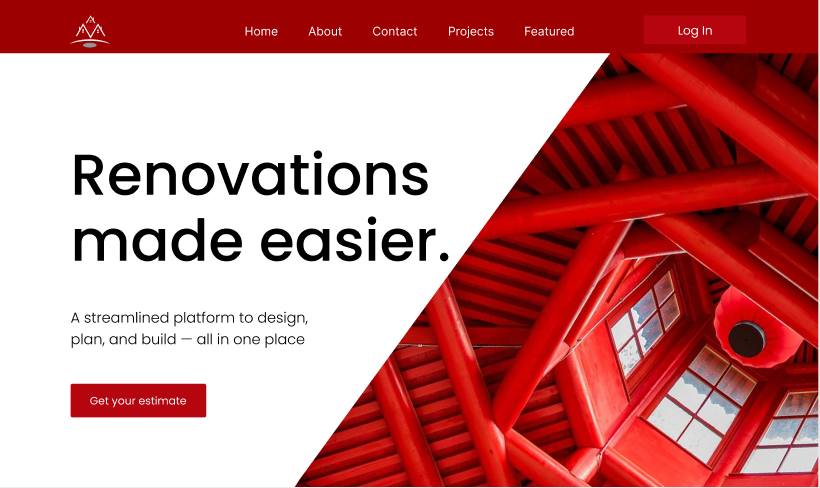 Home About Contact Projects Featured Log In
Renovations
made easier.
A streamlined platform to design,
plan, and build — all in one place
Get your estimate